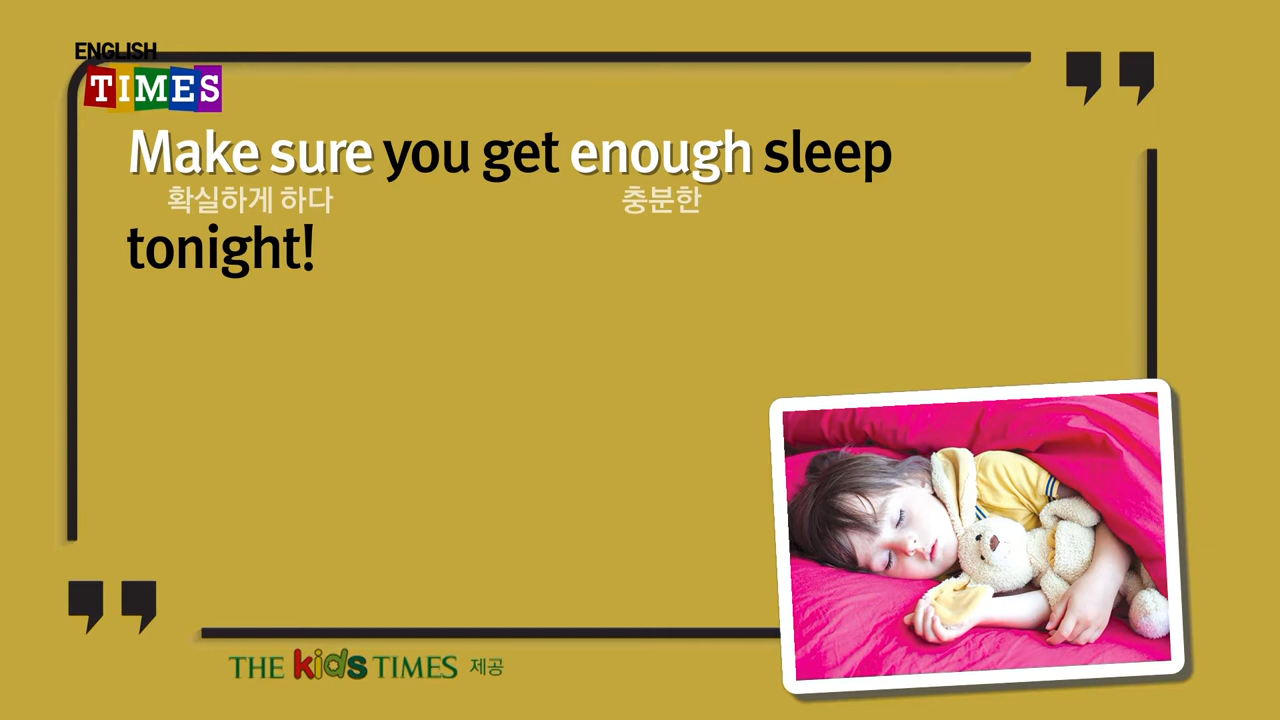 ENGLISH
TIMES
Make sure you get enough sleep
확실하게 하다 충분한
tonight!
THE kids TIMES 제공